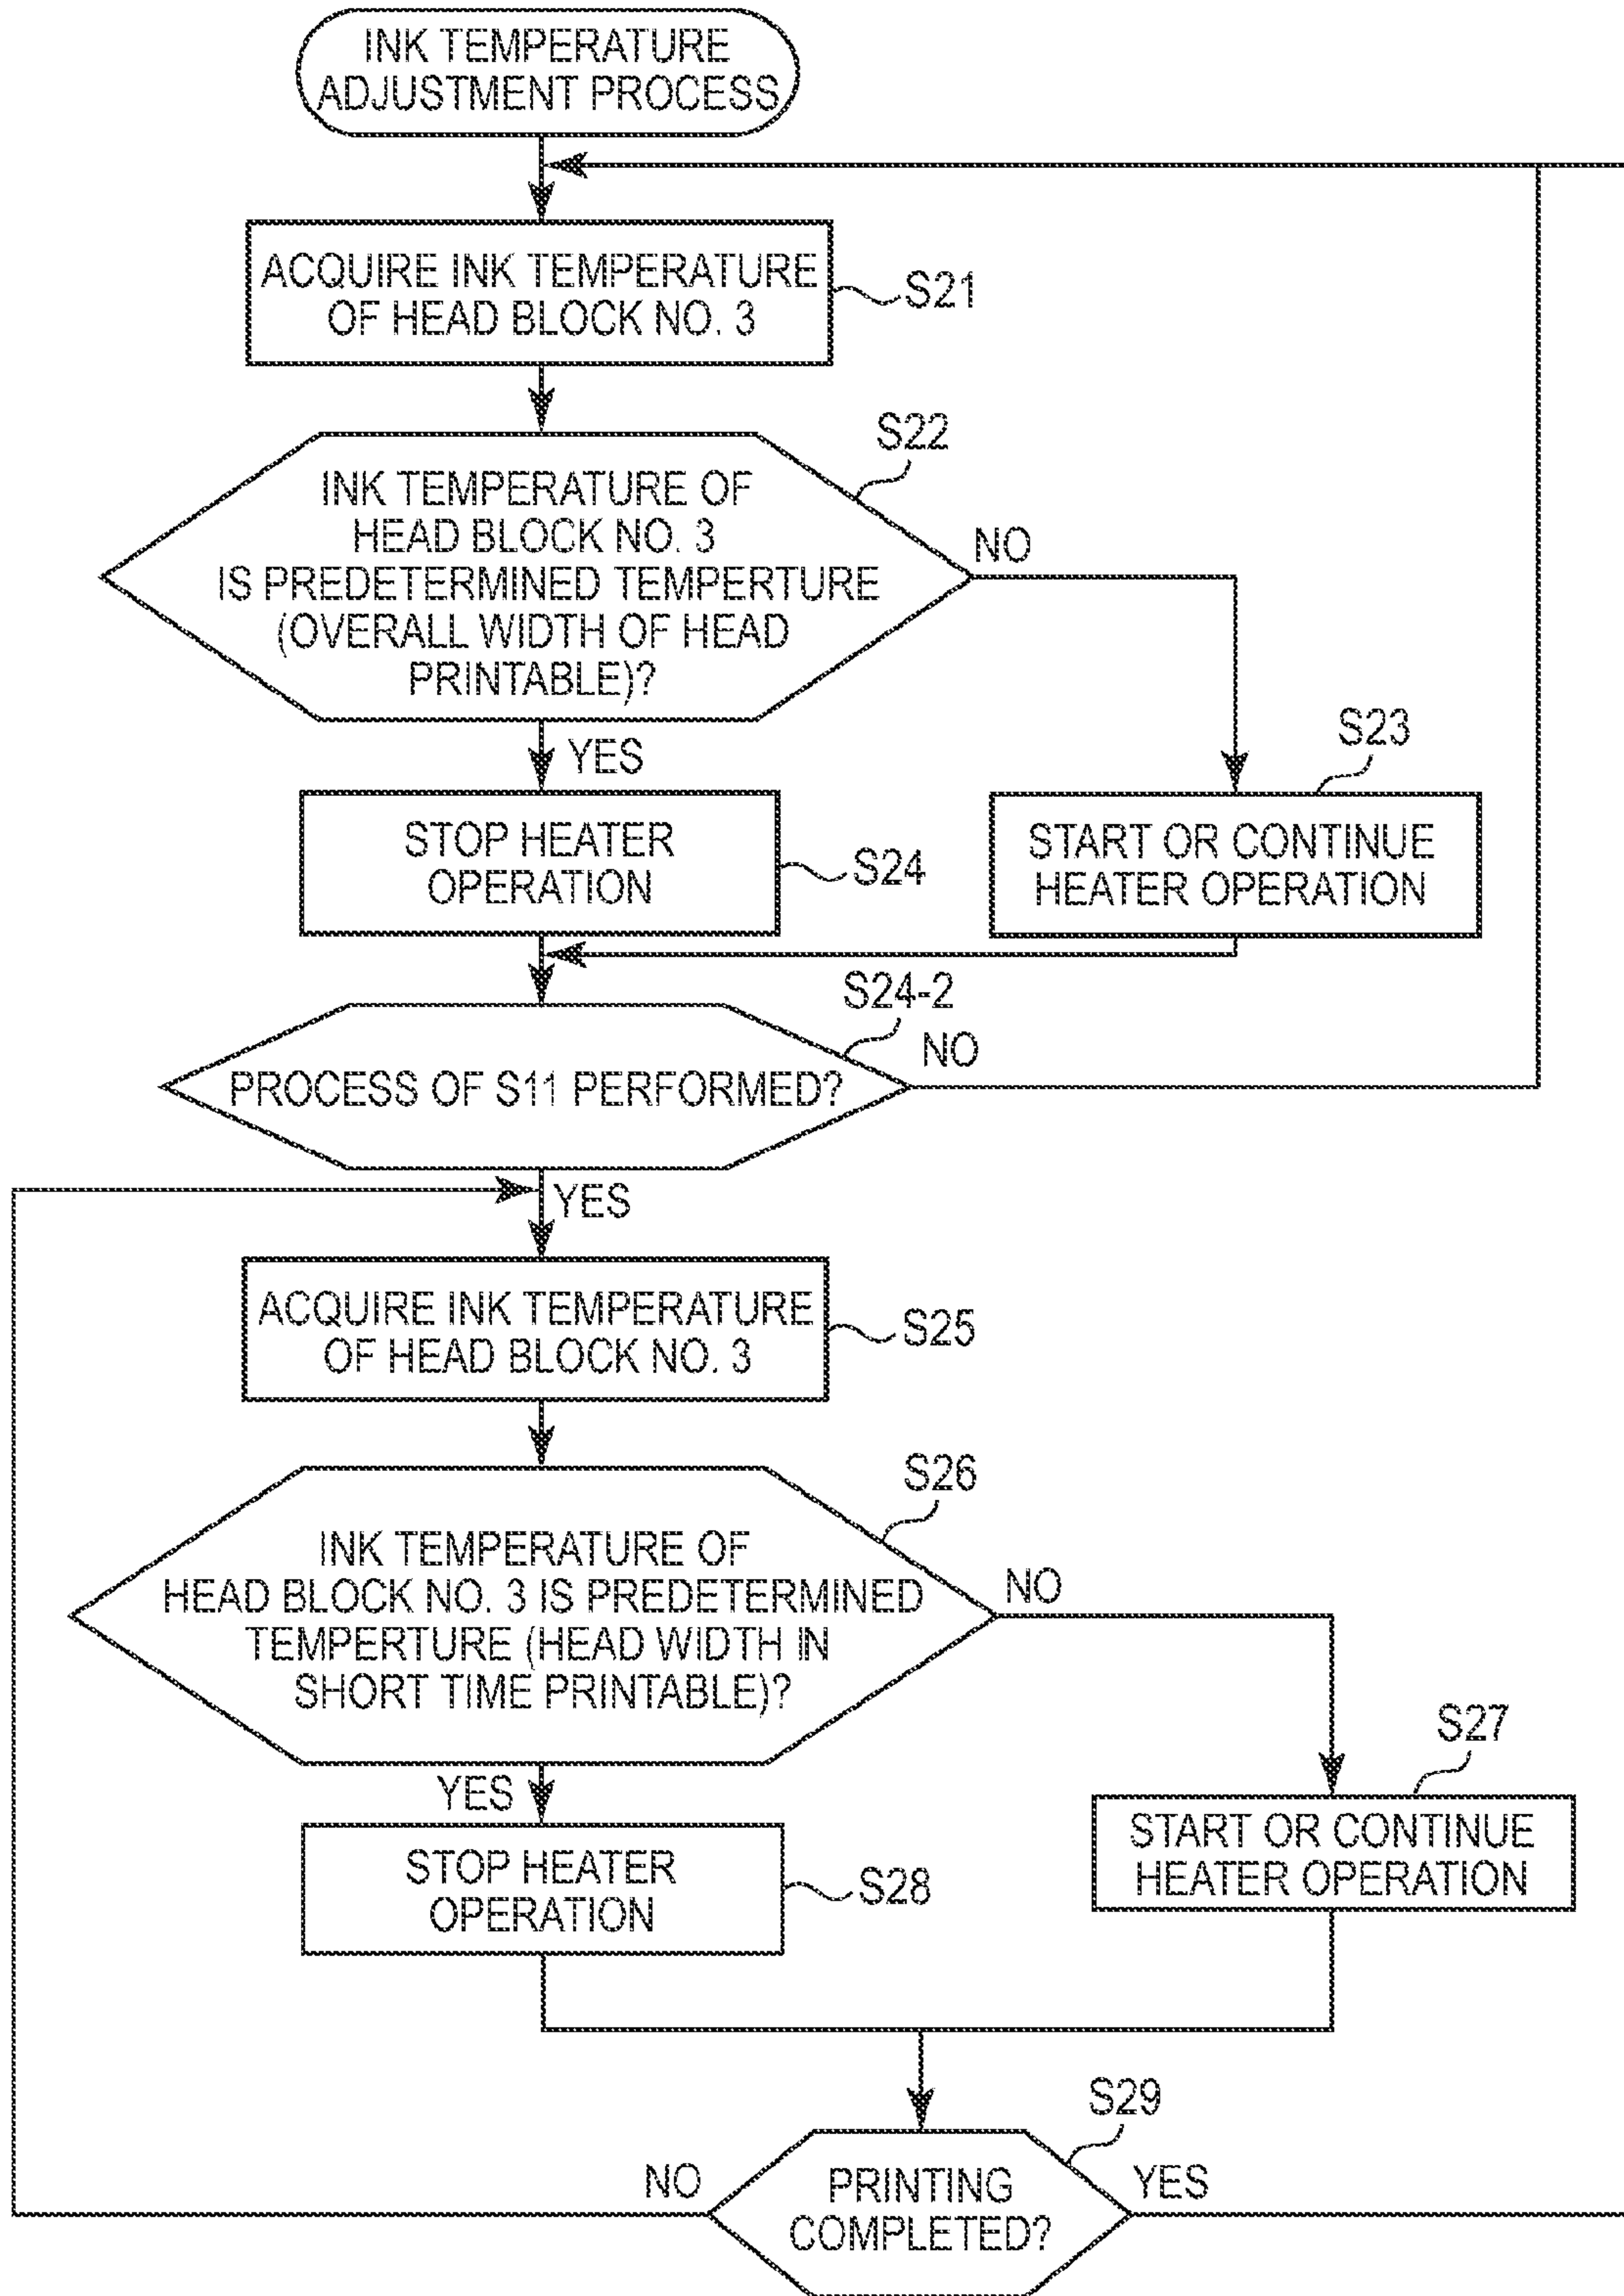 INK TEMPERATURE
ADJUSTMENT PROCESS
ACQUIRE INK TEMPERATURE
OF HEAD BLOCK NO. 3
S21
S22
INK TEMPERATURE OF
HEAD BLOCK NO. 3
IS PREDETERMINED TEMPERTURE
(OVERALL WIDTH OF HEAD
PRINTABLE)?
NO
YES
S23
START OR CONTINUE
HEATER OPERATION
STOP HEATER
OPERATION
S24
S24-2
PROCESS OF S11 PERFORMED?
NO
YES
ACQUIRE INK TEMPERATURE
OF HEAD BLOCK NO. 3
S25
S26
INK TEMPERATURE OF
HEAD BLOCK NO. 3 IS PREDETERMINED
TEMPERTURE (HEAD WIDTH IN
SHORT TIME PRINTABLE)?
NO
YES
S27
START OR CONTINUE
HEATER OPERATION
STOP HEATER
OPERATION
S28
S29
PRINTING
COMPLETED?
NO
YES